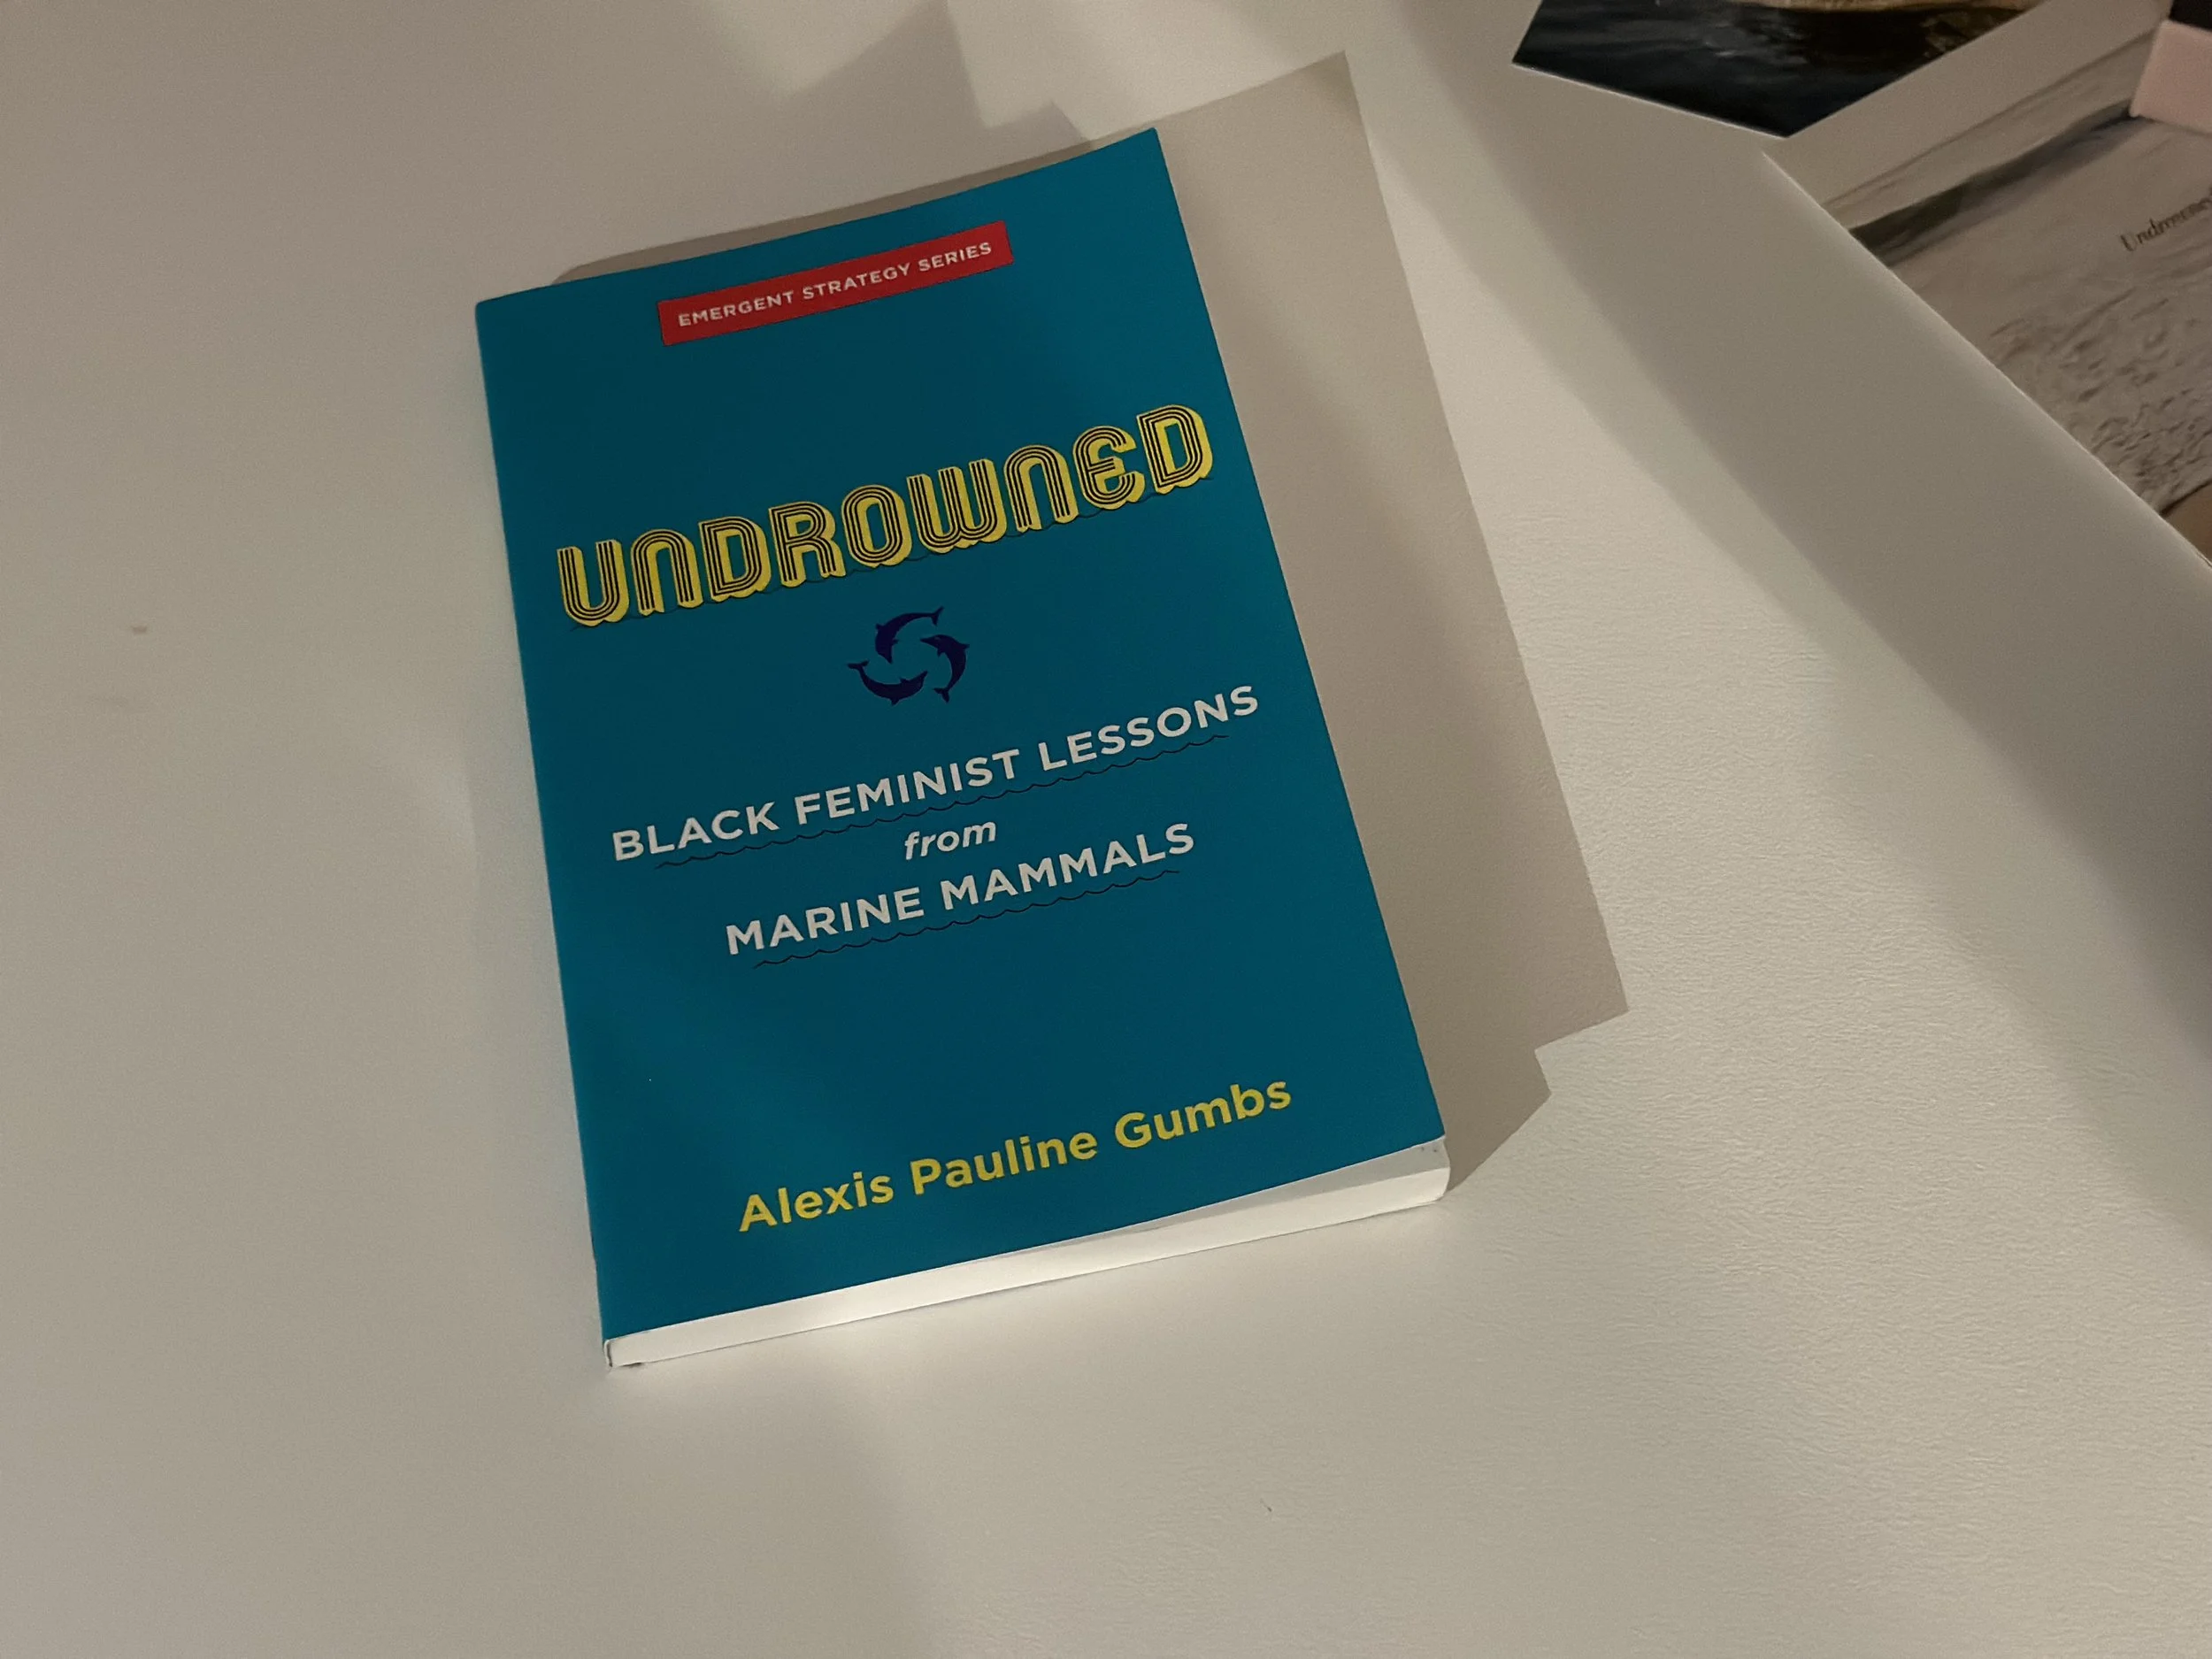 EMERGENT STRATEGY SERIES
UNDROWNED
BLACK FEMINIST LESSONS
from
MARINE MAMMALS
Alexis Pauline Gumbs